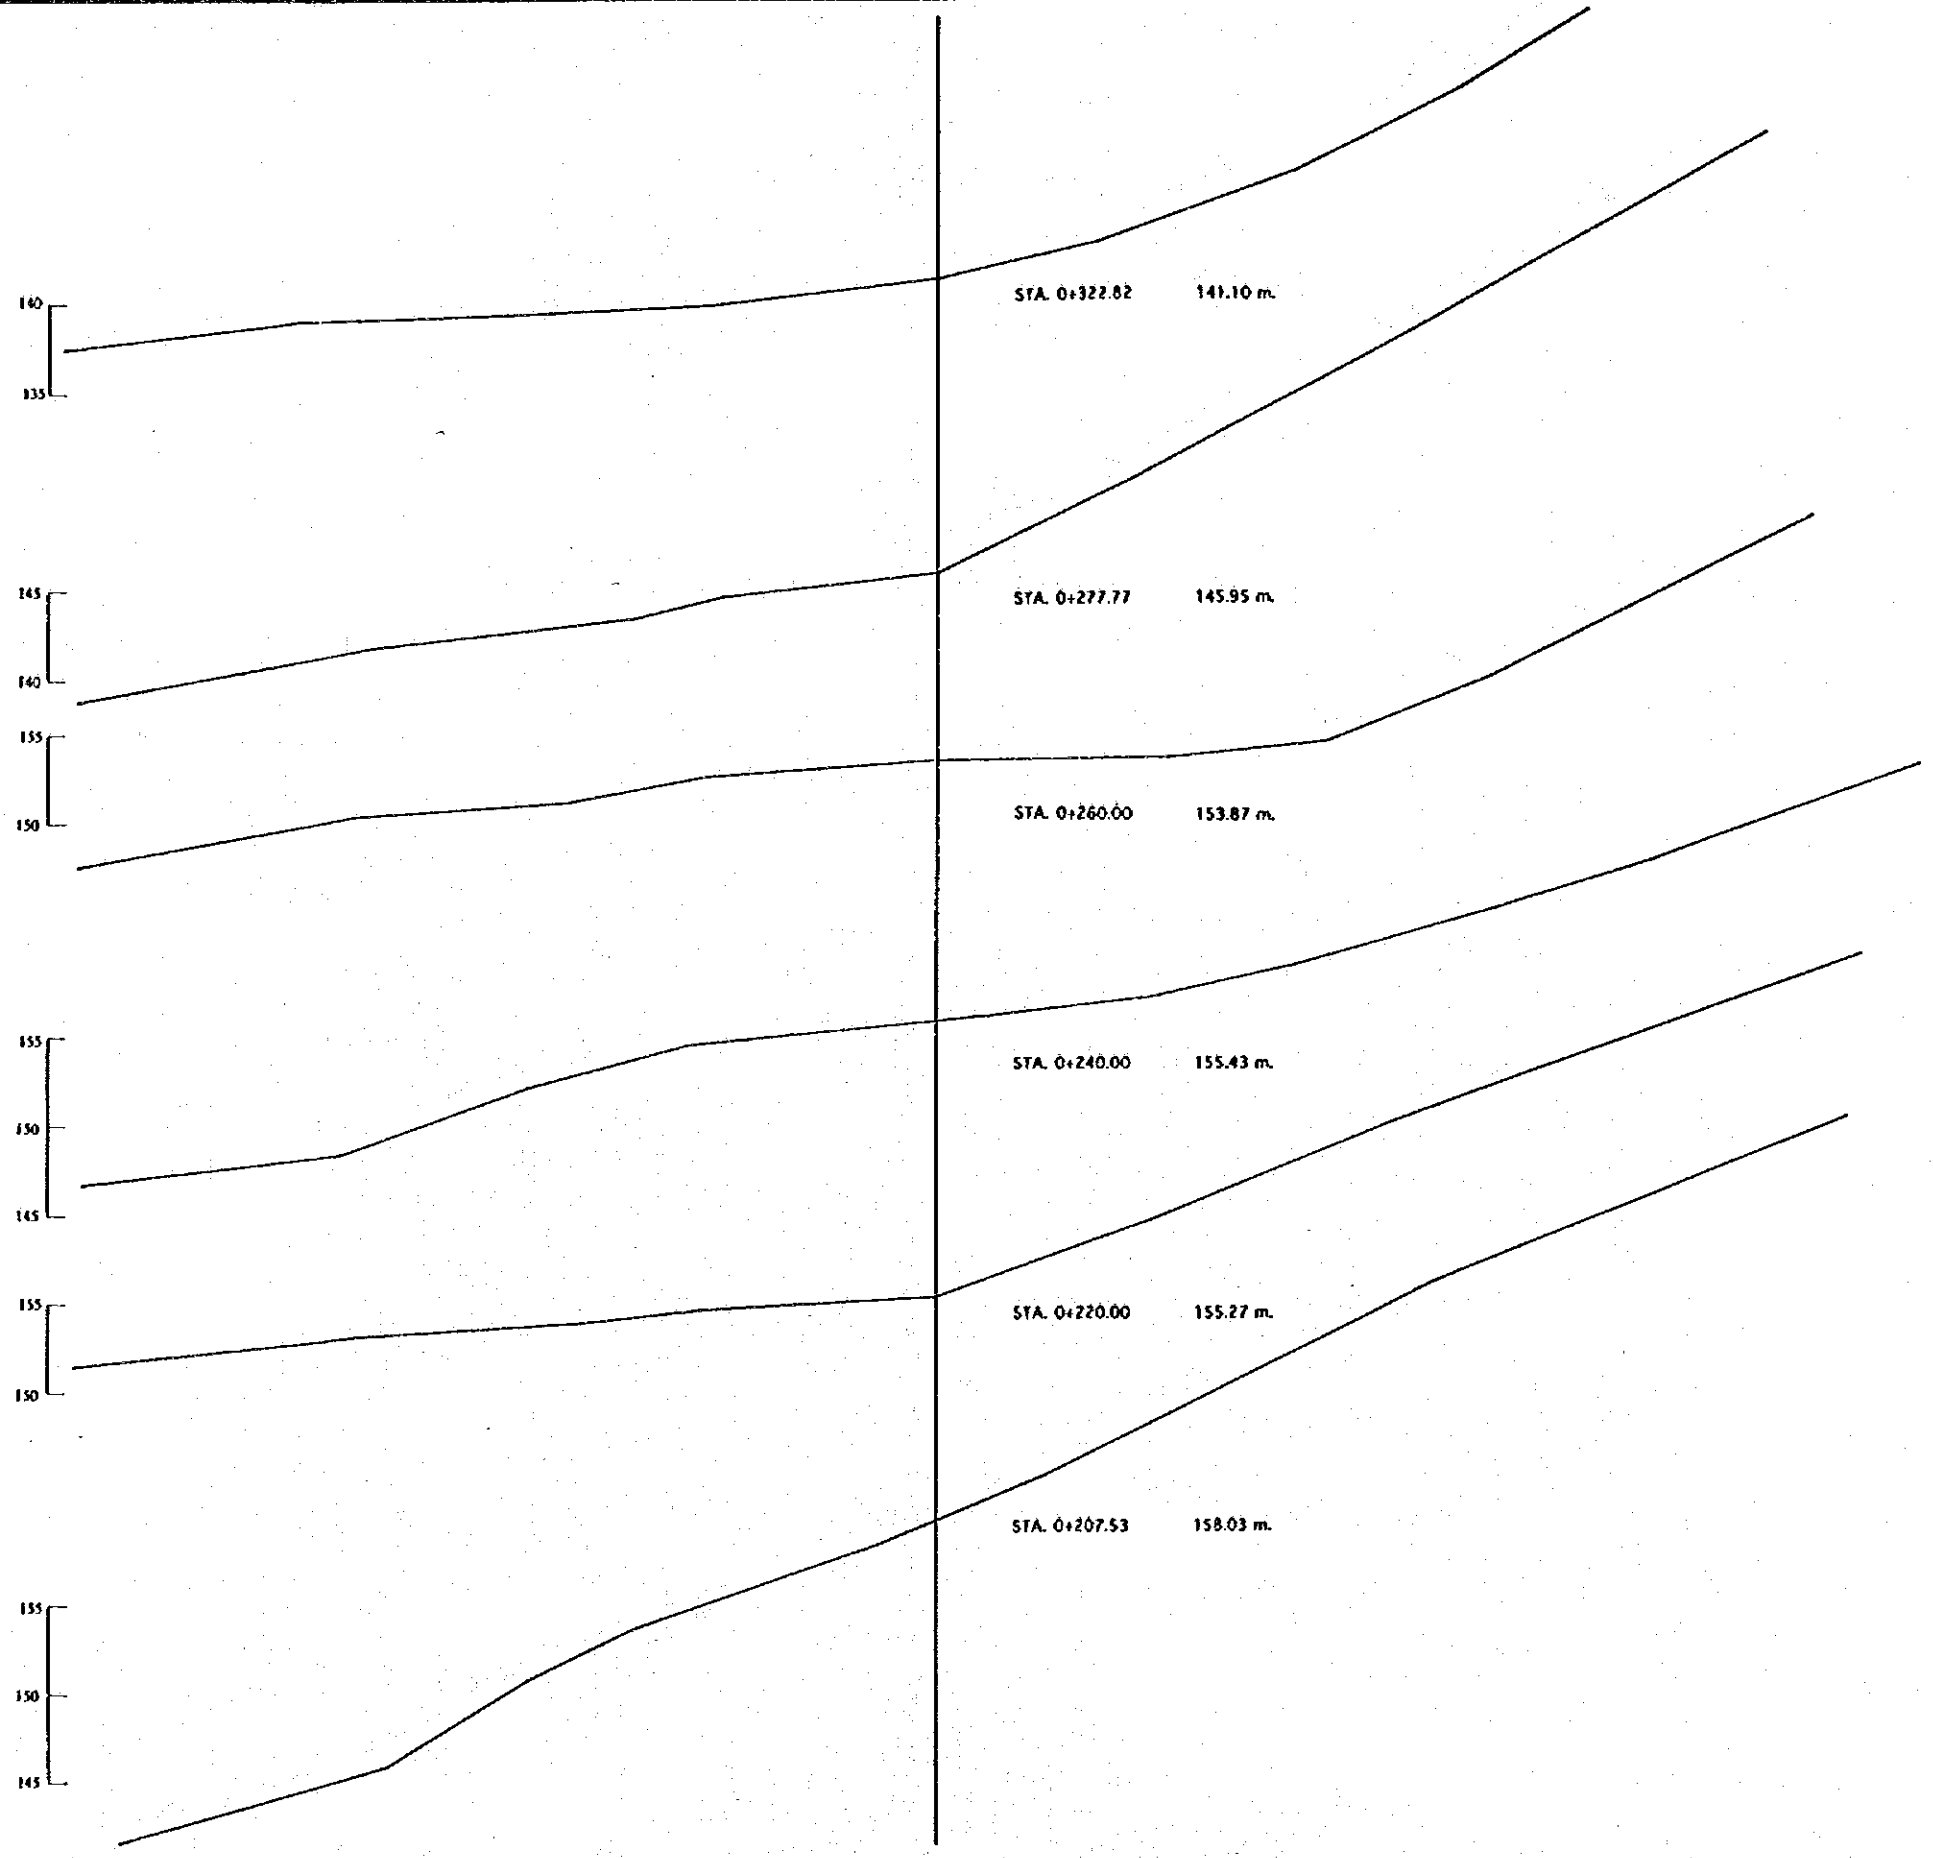 140
STA. 0+322.82 141.10 m.
135
145
STA. 0+277.77 145.95 m.
140
155
STA. 0+260.00 153.87 m.
150
155
STA. 0+240.00 155.43 m.
150
145
155
STA. 0+220.00 155.27 m.
150
STA. 0+207.53 158.03 m.
155
150
145